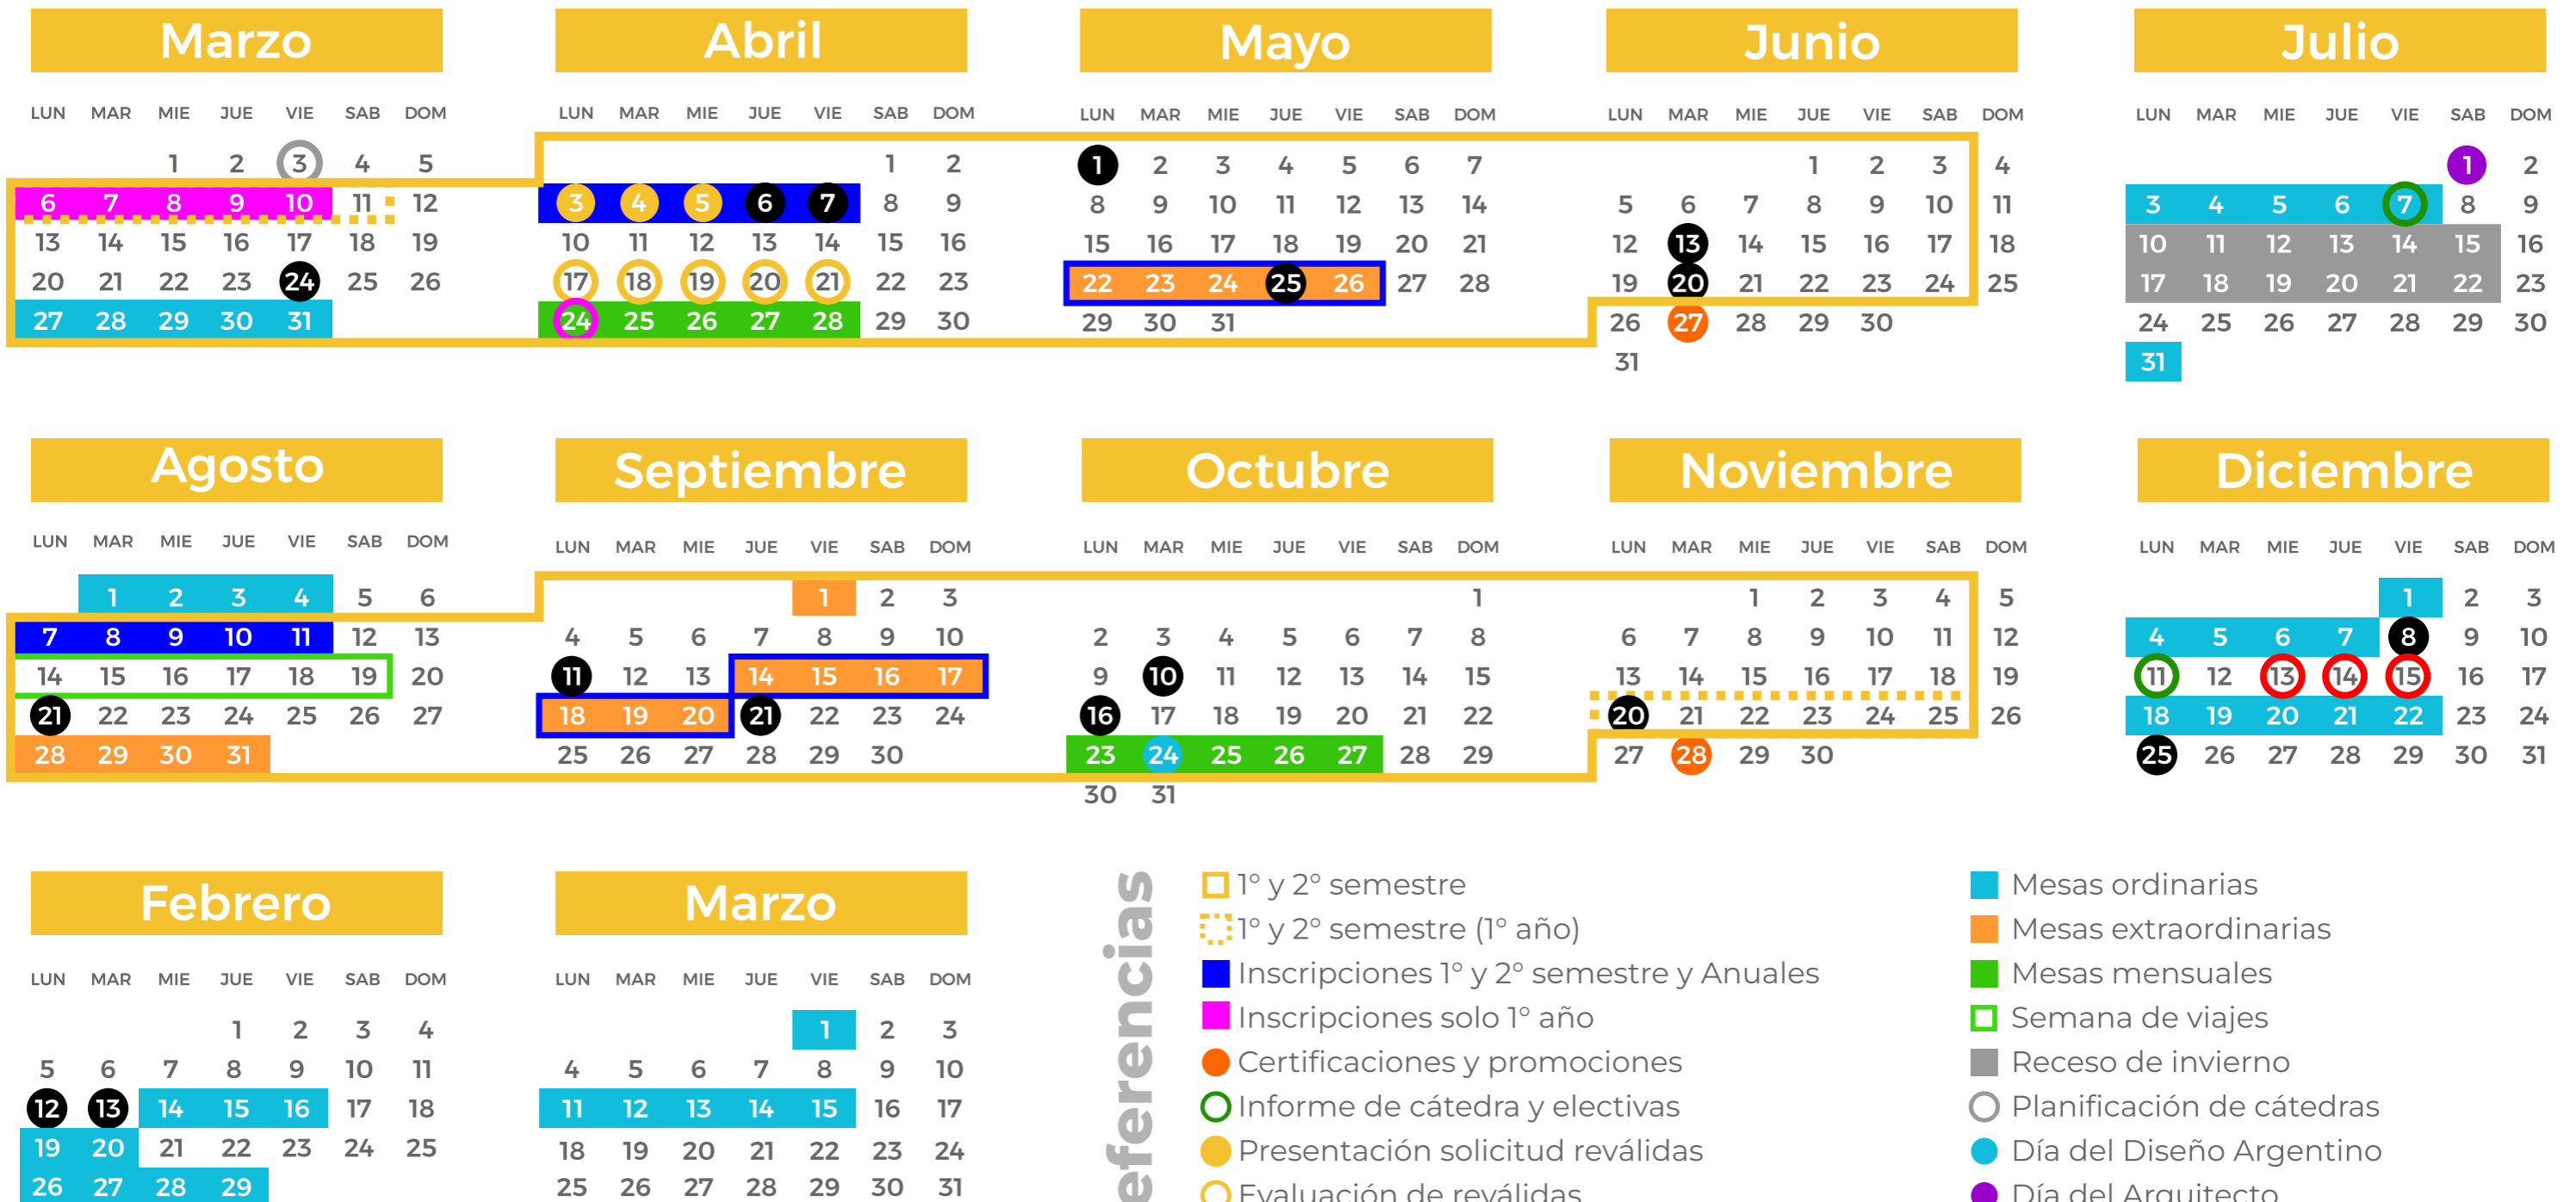 Marzo Abril Mayo Junio Julio
LUN MAR MIE JUE VIE SAB DOM LUN MAR MIE JUE VIE SAB DOM LUN MAR MIE JUE VIE SAB DOM LUN MAR MIE JUE VIE SAB DOM LUN MAR MIE JUE VIE SAB DOM
1 2 3 4 5 1 2 1 2 3 4 5 6 7 1 2 3 4 1 2
6 7 8 9 10 11 12 3 4 5 6 7 8 9 8 9 10 11 12 13 14 5 6 7 8 9 10 11 3 4 5 6 7 8 9
13 14 15 16 17 18 19 10 11 12 13 14 15 16 15 16 17 18 19 20 21 12 13 14 15 16 17 18 10 11 12 13 14 15 16
20 21 22 23 24 25 26 17 18 19 20 21 22 23 22 23 24 25 26 27 28 19 20 21 22 23 24 25 17 18 19 20 21 22 23
27 28 29 30 31 24 25 26 27 28 29 30 29 30 31 26 27 28 29 30 24 25 26 27 28 29 30
31 31
Agosto Septiembre Octubre Noviembre Diciembre
LUN MAR MIE JUE VIE SAB DOM LUN MAR MIE JUE VIE SAB DOM LUN MAR MIE JUE VIE SAB DOM LUN MAR MIE JUE VIE SAB DOM LUN MAR MIE JUE VIE SAB DOM
1 2 3 4 5 6 1 2 3 1 1 2 3 4 5 1 2 3
7 8 9 10 11 12 13 4 5 6 7 8 9 10 2 3 4 5 6 7 8 6 7 8 9 10 11 12 4 5 6 7 8 9 10
14 15 16 17 18 19 20 11 12 13 14 15 16 17 9 10 11 12 13 14 15 13 14 15 16 17 18 19 11 12 13 14 15 16 17
21 22 23 24 25 26 27 18 19 20 21 22 23 24 16 17 18 19 20 21 22 20 21 22 23 24 25 26 18 19 20 21 22 23 24
28 29 30 31 25 26 27 28 29 30 23 24 25 26 27 28 29 27 28 29 30 25 26 27 28 29 30 31
30 31
Febrero Marzo
LUN MAR MIE JUE VIE SAB DOM LUN MAR MIE JUE VIE SAB DOM
1 2 3 4 1 2 3
5 6 7 8 9 10 11 4 5 6 7 8 9 10
12 13 14 15 16 17 18 11 12 13 14 15 16 17
19 20 21 22 23 24 25 18 19 20 21 22 23 24
26 27 28 29 25 26 27 28 29 30 31
eferencias
1° y 2° semestre
1° y 2° semestre (1° año)
Inscripciones 1° y 2° semestre y Anuales
Inscripciones solo 1° año
Certificaciones y promociones
Informe de cátedra y electivas
Presentación solicitud reválidas
Evaluación de reválidas
Mesas ordinarias
Mesas extraordinarias
Mesas mensuales
Semana de viajes
Receso de invierno
Planificación de cátedras
Día del Diseño Argentino
Día del Arquitecto